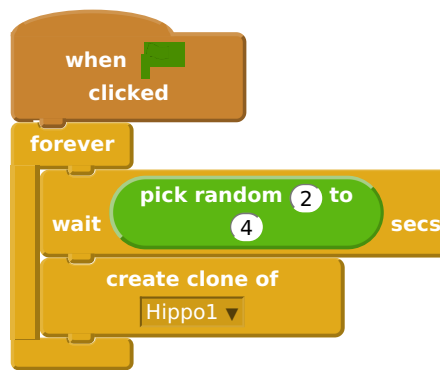 when
clicked
forever
pick random 2 to
4
wait secs
create clone of
Hippo1 ▼